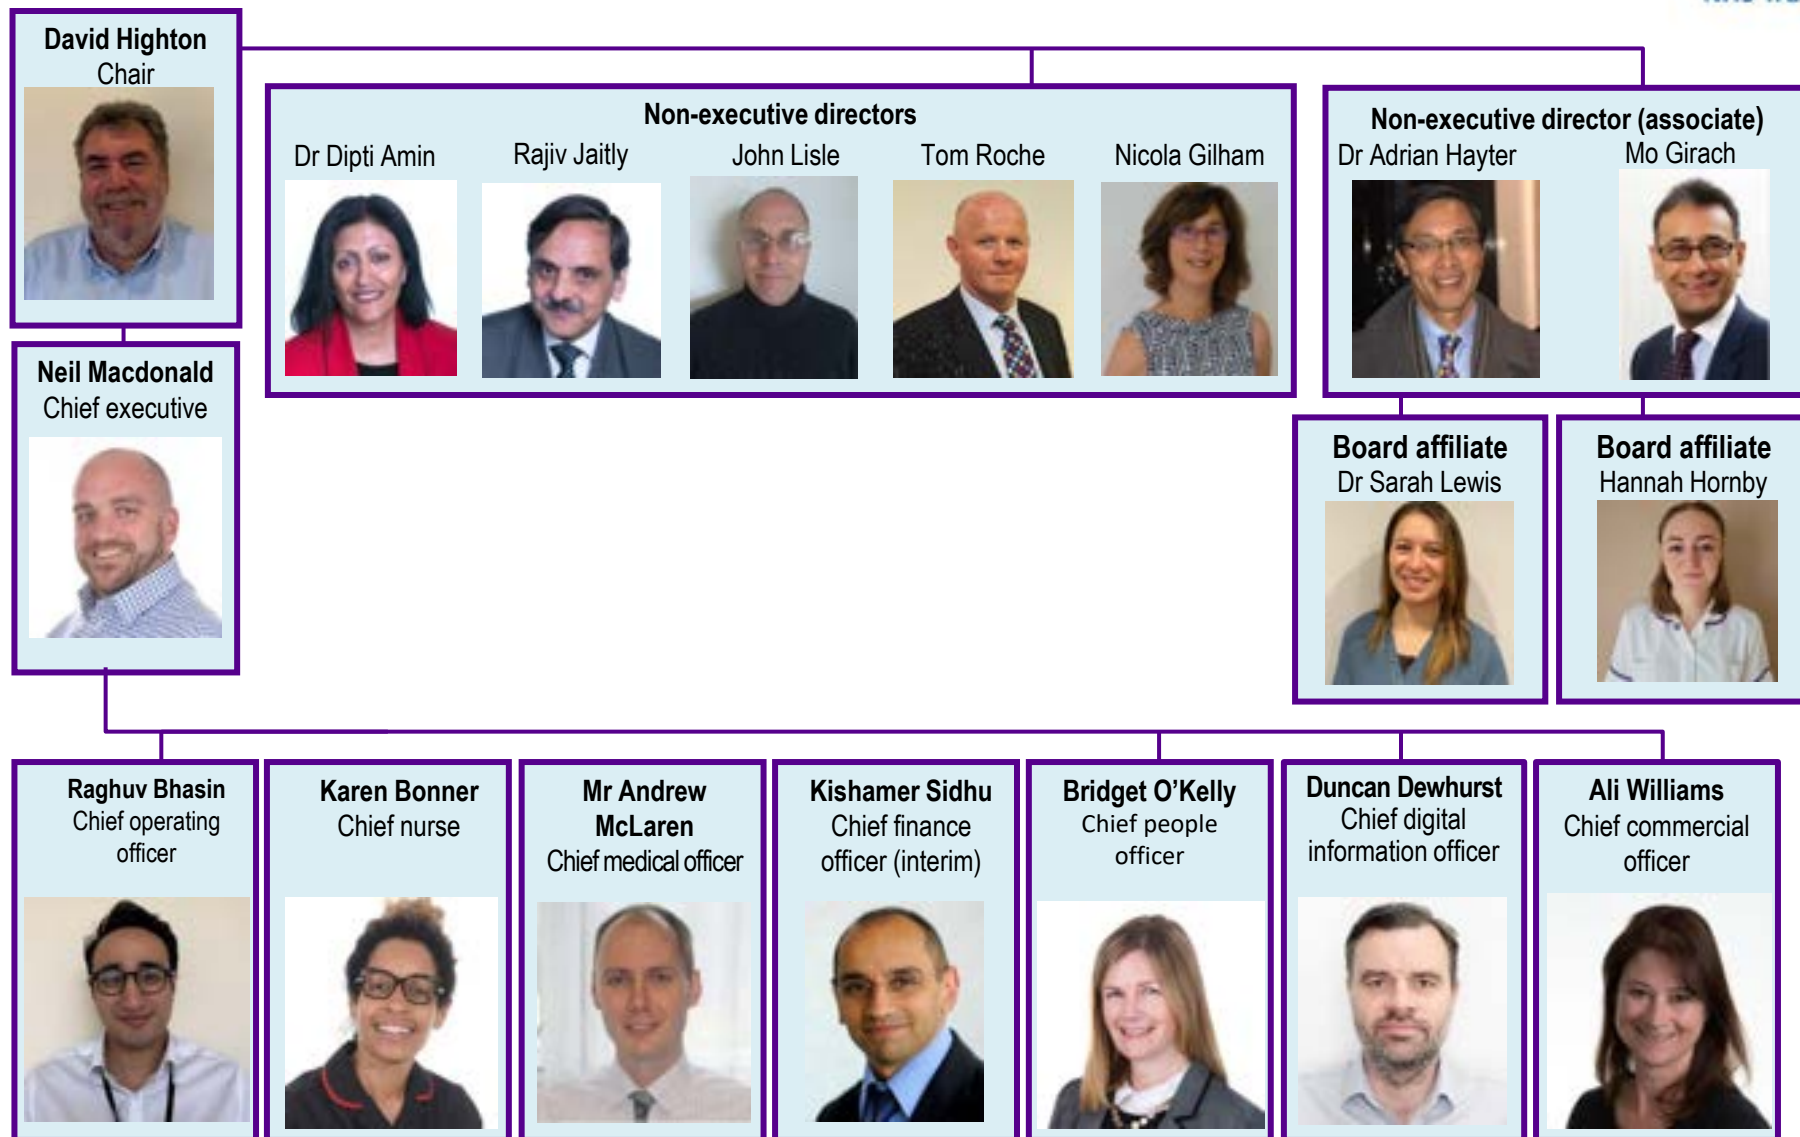 David Highton
Chair
Non-executive directors
Dr Dipti Amin
Rajiv Jaitly
John Lisle
Tom Roche
Nicola Gilham
Non-executive director (associate)
Dr Adrian Hayter
Mo Girach
Neil Macdonald
Chief executive
Board affiliate
Dr Sarah Lewis
Board affiliate
Hannah Hornby
Raghuv Bhasin
Chief operating
officer
Karen Bonner
Chief nurse
Mr Andrew
McLaren
Chief medical officer
Kishamer Sidhu
Chief finance
officer (interim)
Bridget O’Kelly
Chief people
officer
Duncan Dewhurst
Chief digital
information officer
Ali Williams
Chief commercial
officer